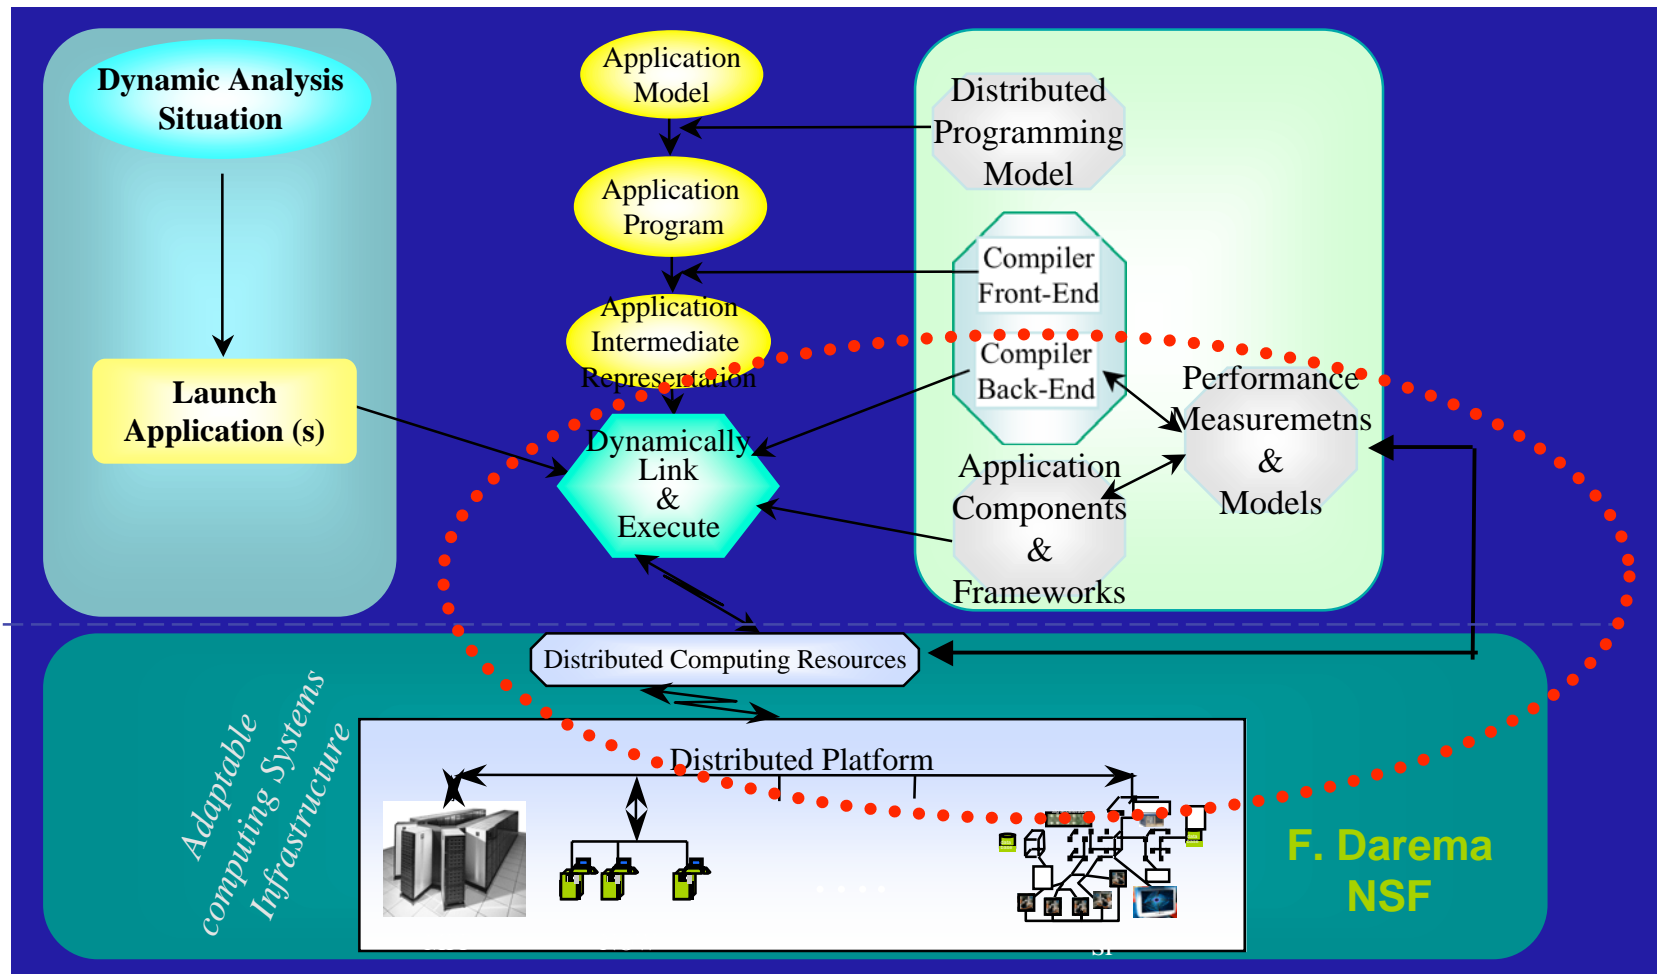 Dynamic Analysis
Situation
Launch
Application (s)
Application
Model
Application
Program
Application
Intermediate
Representation
Dynamically
Link
&
Execute
Distributed
Programming
Model
Compiler
Front-End
Compiler
Back-End
Performance
Measuremetns
&
Models
Application
Components
&
Frameworks
Distributed Computing Resources
Adaptable
computing Systems
Infrastructure
Distributed Platform
. . . .
F. Darema
NSF